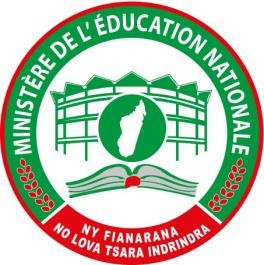 MINISTÈRE DE L'ÉDUCATION NATIONALE
NY FIANARANA
NO LOVA TSARA INDRINDRA